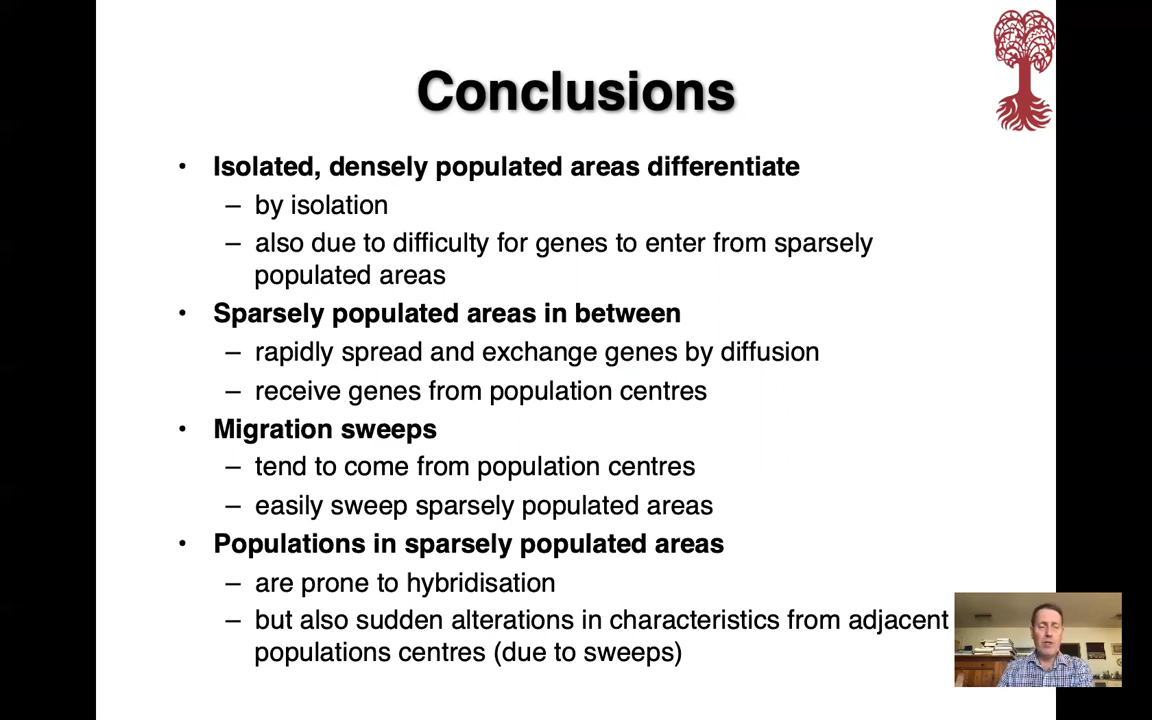 Conclusions
• Isolated, densely populated areas differentiate
– by isolation
– also due to difficulty for genes to enter from sparsely
populated areas
• Sparsely populated areas in between
– rapidly spread and exchange genes by diffusion
– receive genes from population centres
• Migration sweeps
– tend to come from population centres
– easily sweep sparsely populated areas
• Populations in sparsely populated areas
– are prone to hybridisation
– but also sudden alterations in characteristics from adjacent
populations centres (due to sweeps)